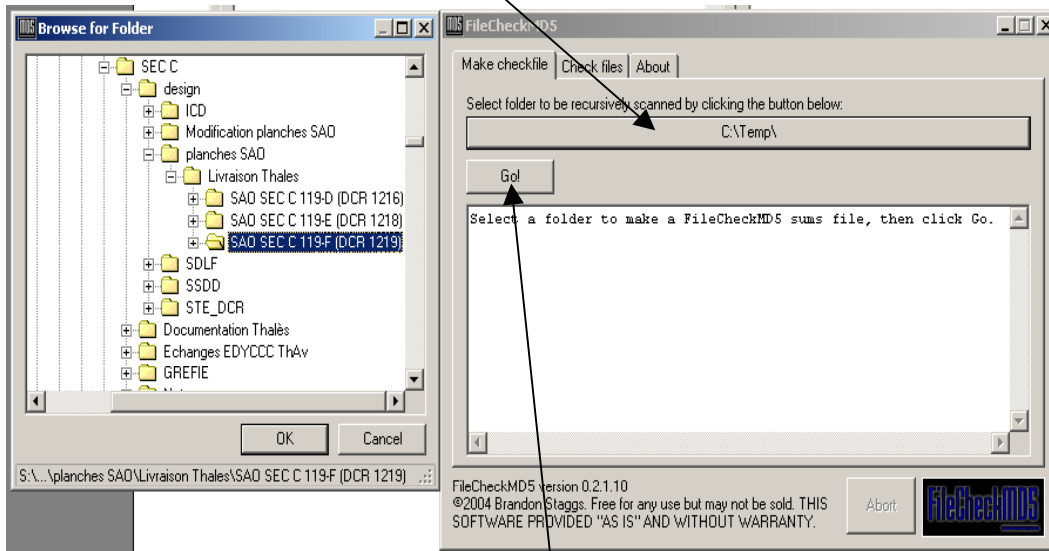 Browse for Folder
SEC C
design
ICD
Modification planches SAO
planches SAO
Livraison Thales
SAO SEC C 119-D (DCR 1216)
SAO SEC C 119-E (DCR 1218)
SAO SEC C 119-F (DCR 1219)
SDLF
SSDD
STE_DCR
Documentation Thalès
Echanges EDYCCC ThAv
GREFIE
OK Cancel
S:\...\planches SAO\Livraison Thales\SAO SEC C 119-F (DCR 1219)
FileCheckMD5
Make checkfile Check files About
Select folder to be recursively scanned by clicking the button below:
C:\Temp\
Go!
Select a folder to make a FileCheckMD5 sums file, then click Go.
FileCheckMD5 version 0.2.1.10
©2004 Brandon Staggs. Free for any use but may not be sold. THIS
SOFTWARE PROVIDED "AS IS" AND WITHOUT WARRANTY.
Abort
FileCheckMD5